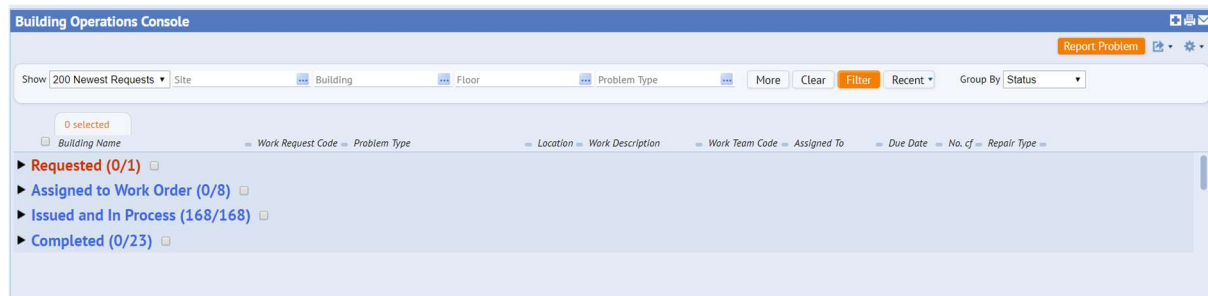 Building Operations Console
Report Problem
Show 200 Newest Requests Site Building Floor Problem Type More Clear Filter Recent Group By Status
0 selected
Building Name Work Request Code Problem Type Location Work Description Work Team Code Assigned To Due Date No. cf Repair Type
Requested (0/1)
Assigned to Work Order (0/8)
Issued and In Process (168/168)
Completed (0/23)